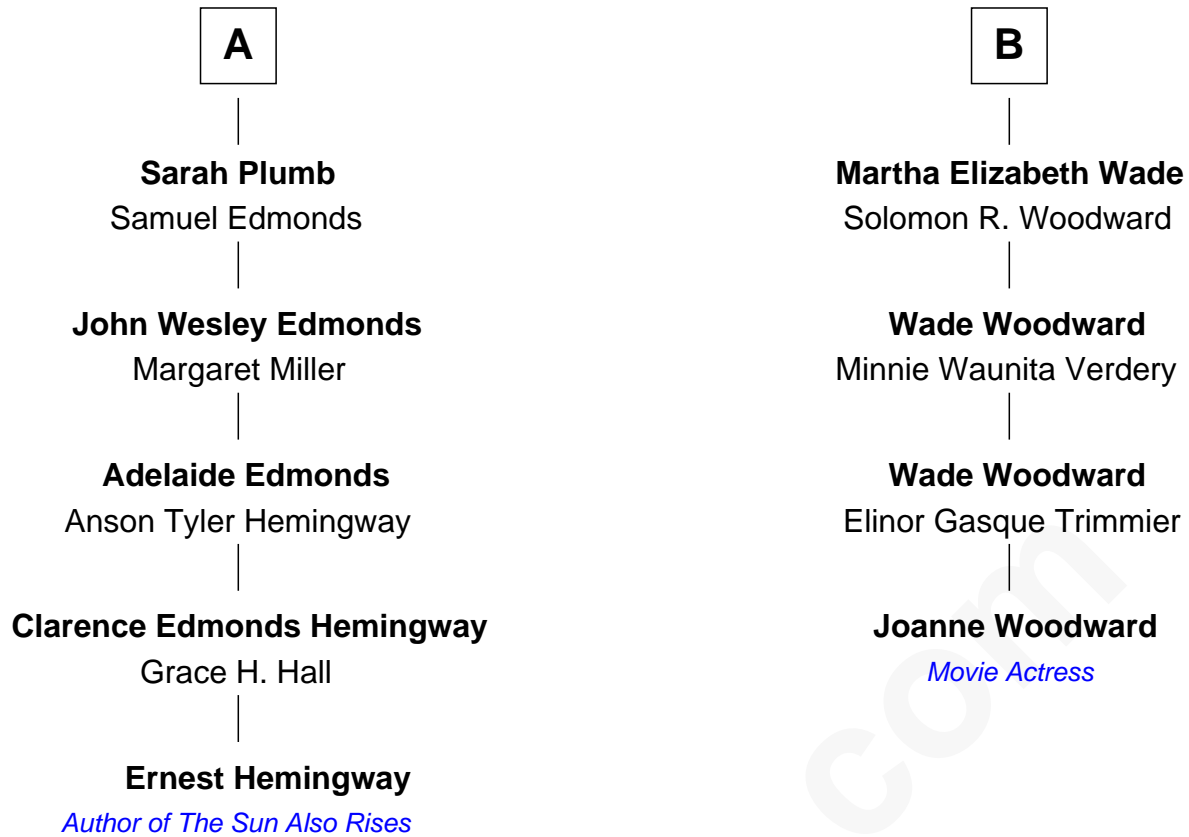 A
Sarah Plumb
Samuel Edmonds
John Wesley Edmonds
Margaret Miller
Adelaide Edmonds
Anson Tyler Hemingway
Clarence Edmonds Hemingway
Grace H. Hall
Ernest Hemingway
Author of The Sun Also Rises
B
Martha Elizabeth Wade
Solomon R. Woodward
Wade Woodward
Minnie Waunita Verdery
Wade Woodward
Elinor Gasque Trimmier
Joanne Woodward
Movie Actress
com